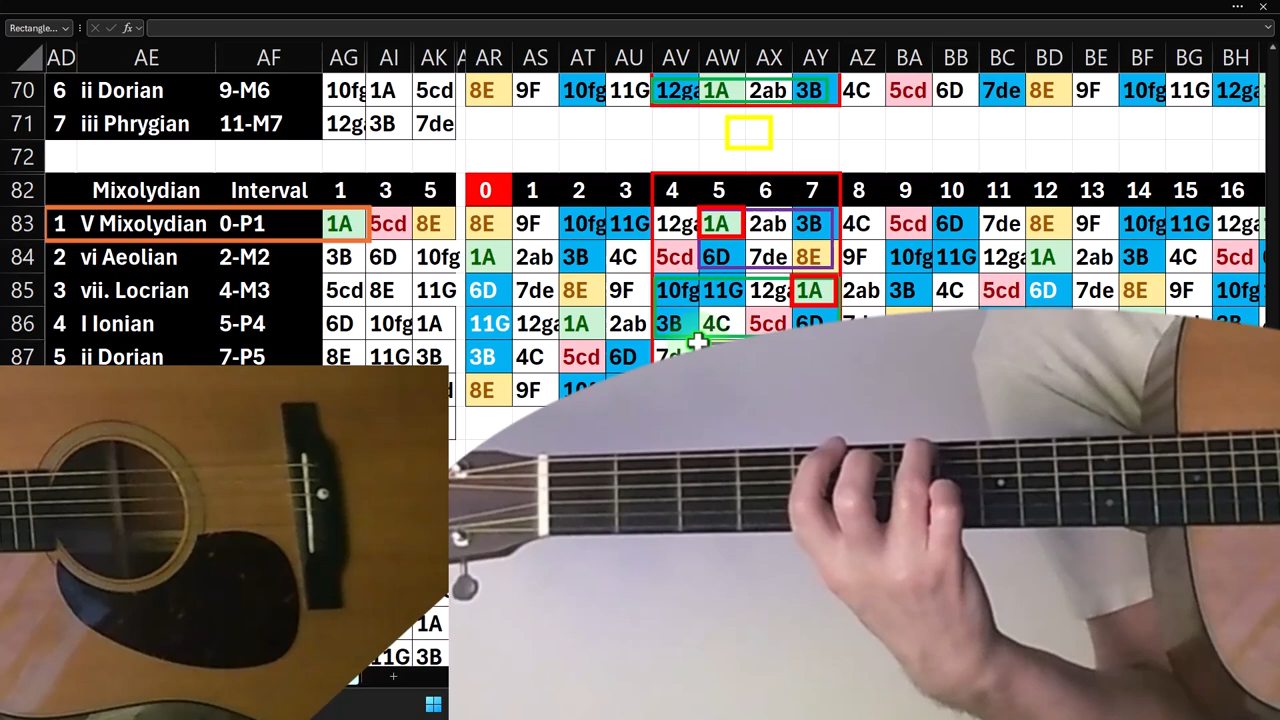 Rectangle...
fx
AD AE AF AG AI AK AR AS AT AU AV AW AX AY AZ BA BB BC BD BE BF BG BH
70 6 ii Dorian 9-M6 10fg 1A 5cd 8E 9F 10fg 11G 12ga 1A 2ab 3B 4C 5cd 6D 7de 8E 9F 10fg 11G 12ga
71 7 iii Phrygian 11-M7 12ga 3B 7de
72
82 Mixolydian Interval 1 3 5 0 1 2 3 4 5 6 7 8 9 10 11 12 13 14 15 16
83 1 V Mixolydian 0-P1 1A 5cd 8E 8E 9F 10fg 11G 12ga 1A 2ab 3B 4C 5cd 6D 7de 8E 9F 10fg 11G 12ga
84 2 vi Aeolian 2-M2 3B 6D 10fg 1A 2ab 3B 4C 5cd 6D 7de 8E 9F 10fg 11G 12ga 1A 2ab 3B 4C 5cd
85 3 vii. Locrian 4-M3 5cd 8E 11G 6D 7de 8E 9F 10fg 11G 12ga 1A 2ab 3B 4C 5cd 6D 7de 8E 9F 10fg
86 4 I Ionian 5-P4 6D 10fg 1A 11G 12ga 1A 2ab 3B 4C 5cd 6D
87 5 ii Dorian 7-P5 8E 11G 3B 3B 4C 5cd 6D
8E 9F
1A
11G 3B